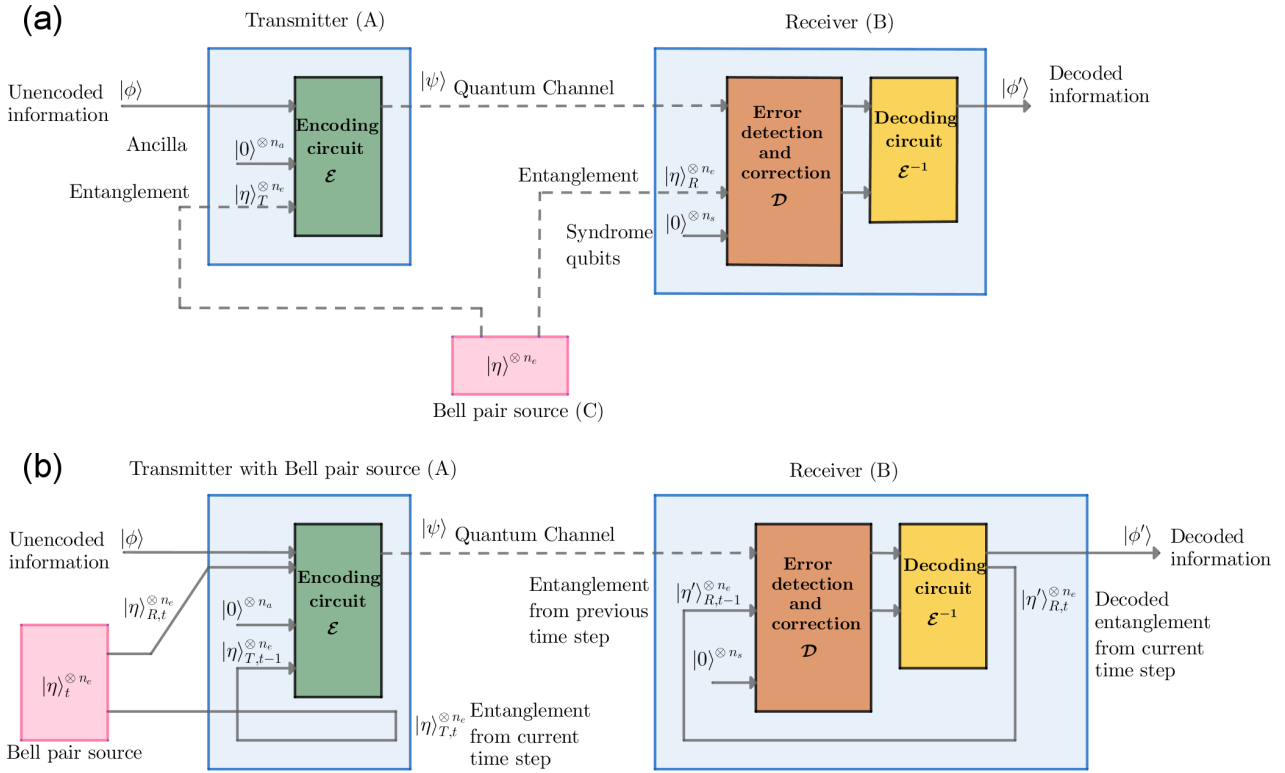 (a)
Transmitter (A)
Receiver (B)
Unencoded
information
|ϕ⟩
|ψ⟩
Quantum Channel
|ϕ′⟩
Decoded
information
Ancilla
|0⟩^{⊗ n_a}
Encoding
circuit
ℰ
Entanglement
|η⟩_T^{⊗ n_e}
Entanglement
|η⟩_R^{⊗ n_e}
Syndrome
qubits
|0⟩^{⊗ n_s}
Error
detection
and
correction
𝒟
Decoding
circuit
ℰ^{-1}
|η⟩^{⊗ n_e}
Bell pair source (C)
(b)
Transmitter with Bell pair source (A)
Receiver (B)
Unencoded
information
|ϕ⟩
|ψ⟩
Quantum Channel
|ϕ′⟩
Decoded
information
|η⟩_{R,t}^{⊗ n_e}
|0⟩^{⊗ n_a}
|η⟩_{T,t−1}^{⊗ n_e}
Encoding
circuit
ℰ
|η⟩_t^{⊗ n_e}
Bell pair source
|η⟩_{T,t}^{⊗ n_e}
Entanglement
from current
time step
Entanglement
from previous
time step
|η′⟩_{R,t−1}^{⊗ n_e}
|0⟩^{⊗ n_s}
Error
detection
and
correction
𝒟
Decoding
circuit
ℰ^{-1}
|η′⟩_{R,t}^{⊗ n_e}
Decoded
entanglement
from current
time step